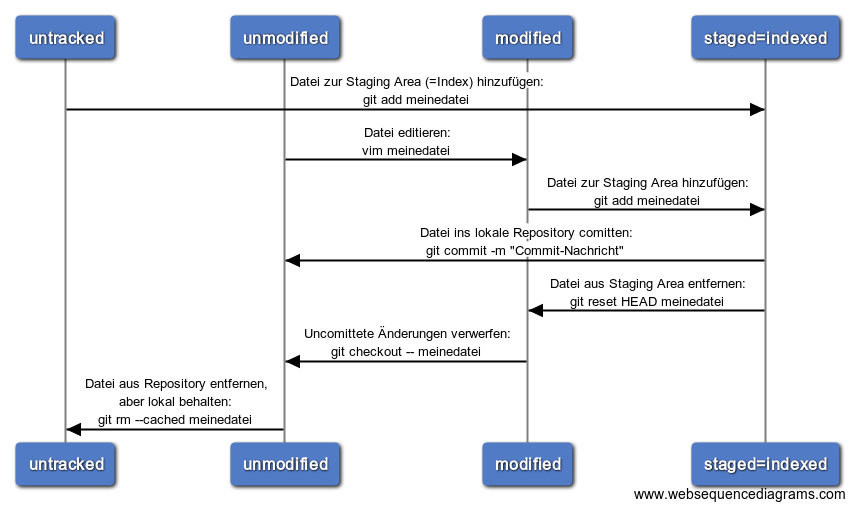 untracked
unmodified
modified
staged=indexed
Datei zur Staging Area (=Index) hinzufügen:
git add meinedatei
Datei editieren:
vim meinedatei
Datei zur Staging Area hinzufügen:
git add meinedatei
Datei ins lokale Repository comitten:
git commit -m "Commit-Nachricht"
Datei aus Staging Area entfernen:
git reset HEAD meinedatei
Uncomittete Änderungen verwerfen:
git checkout -- meinedatei
Datei aus Repository entfernen,
aber lokal behalten:
git rm --cached meinedatei
untracked
unmodified
modified
staged=indexed
www.websequencediagrams.com